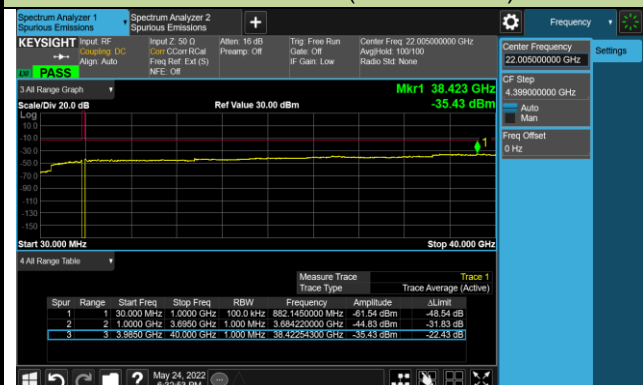 Spectrum Analyzer 1
Spurious Emissions
Spectrum Analyzer 2
Spurious Emissions
Frequency
KEYSIGHT
Input: RF
Coupling: DC
Align: Auto
Input Z: 50 Ω
Corr CCorr RCal
Freq Ref: Ext (S)
NFE: Off
Atten: 16 dB
Preamp: Off
Trig: Free Run
Gate: Off
IF Gain: Low
Center Freq: 22.005000000 GHz
Avg|Hold: 100/100
Radio Std: None
PASS
Center Frequency
22.005000000 GHz
Settings
CF Step
4.399000000 GHz
Auto
Man
Freq Offset
0 Hz
3 All Range Graph
Mkr1 38.423 GHz
Scale/Div 20.0 dB
Ref Value 30.00 dBm
-35.43 dBm
Log
10.0
-10.0
-30.0
-50.0
-70.0
-90.0
-110
-130
-150
1
Start 30.000 MHz
Stop 40.000 GHz
4 All Range Table
Measure Trace Trace 1
Trace Type Trace Average (Active)
Spur Range Start Freq Stop Freq RBW Frequency Amplitude ΔLimit
1 1 30.000 MHz 1.0000 GHz 100.0 kHz 882.1450000 MHz -61.54 dBm -48.54 dB
2 2 1.0000 GHz 3.6950 GHz 1.000 MHz 3.684220000 GHz -44.83 dBm -31.83 dB
3 3 3.9850 GHz 40.000 GHz 1.000 MHz 38.42254300 GHz -35.43 dBm -22.43 dB
May 24, 2022